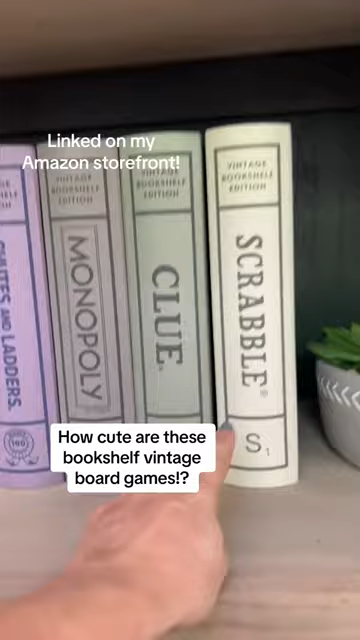 Linked on my
Amazon storefront!
CHUTES AND LADDERS.
VINTAGE
BOOKSHELF
EDITION
MONOPOLY
VINTAGE
BOOKSHELF
EDITION
CLUE.
VINTAGE
BOOKSHELF
EDITION
SCRABBLE®
S1
How cute are these
bookshelf vintage
board games!?